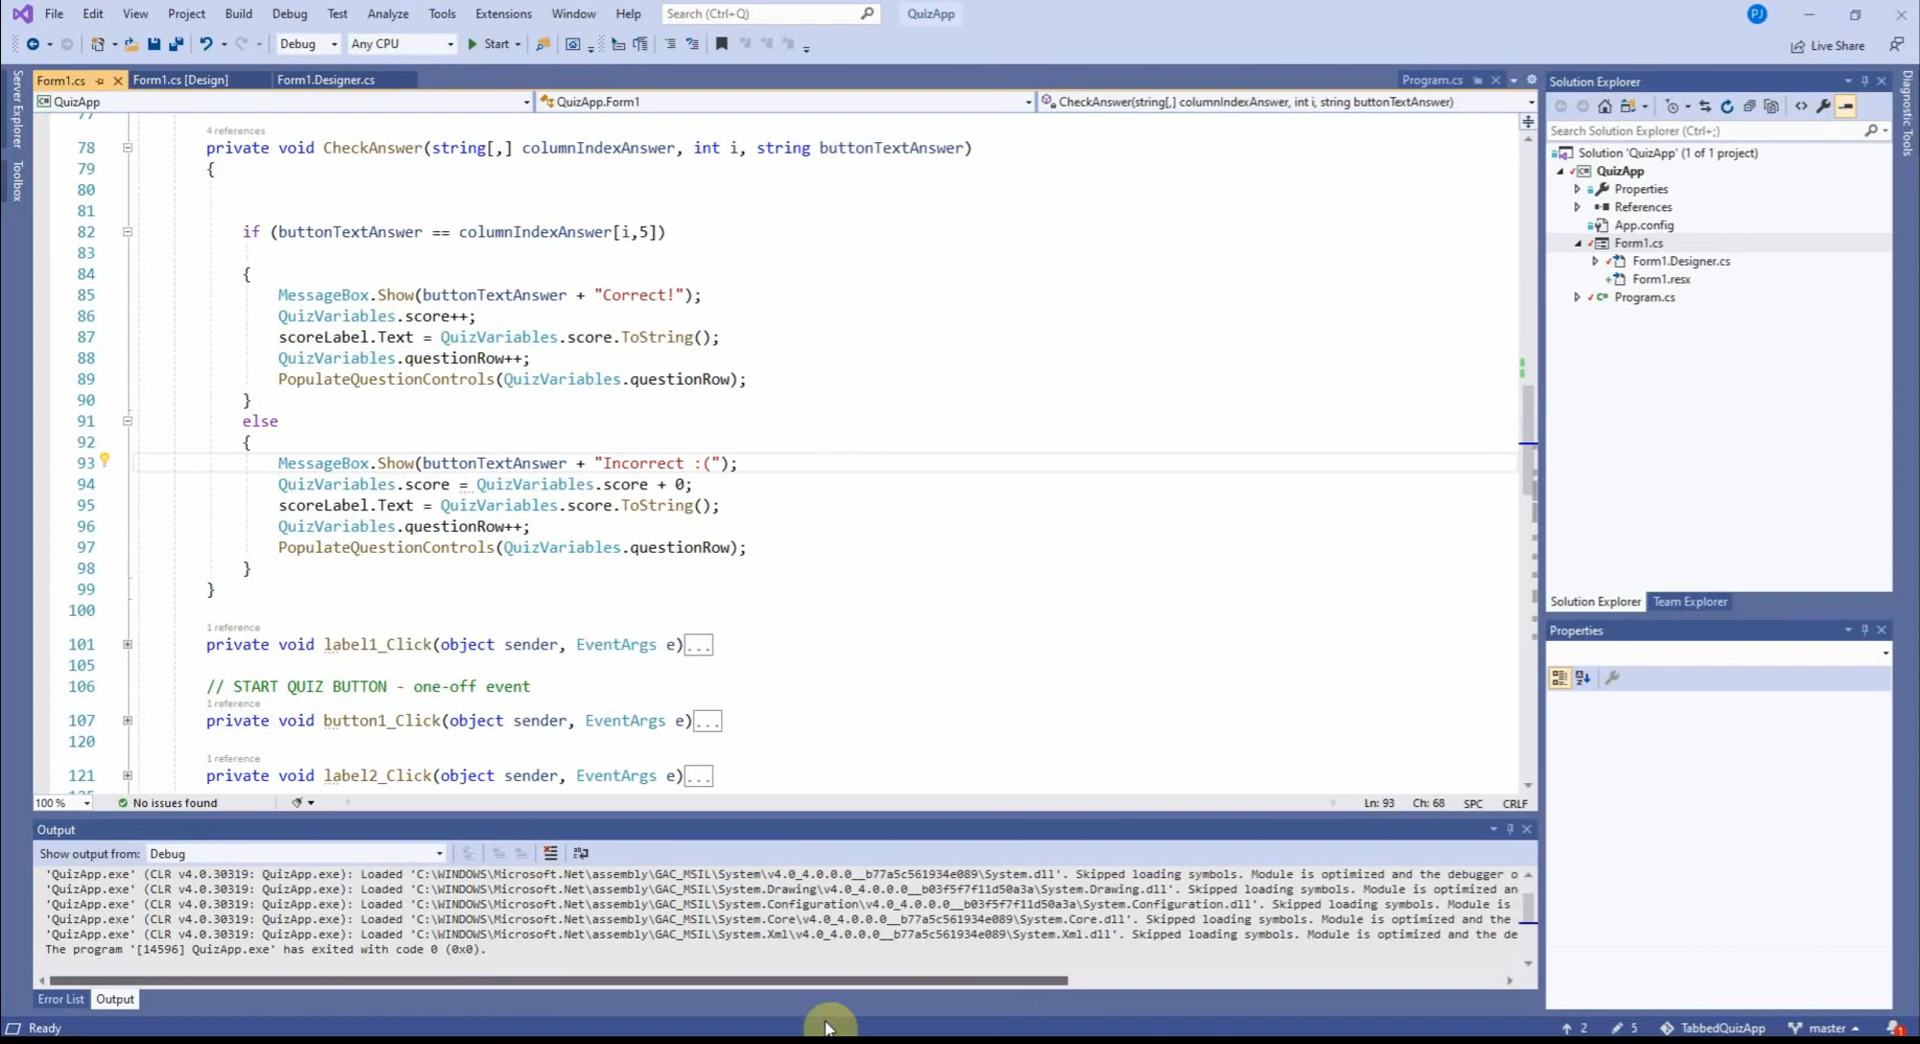 File Edit View Project Build Debug Test Analyze Tools Extensions Window Help Search (Ctrl+Q) QuizApp PJ
Debug Any CPU Start Live Share
Form1.cs Form1.cs [Design] Form1.Designer.cs Program.cs
QuizApp QuizApp.Form1 CheckAnswer(string[,] columnIndexAnswer, int i, string buttonTextAnswer)
Server Explorer
Toolbox
77
4 references
78 private void CheckAnswer(string[,] columnIndexAnswer, int i, string buttonTextAnswer)
79 {
80
81
82 if (buttonTextAnswer == columnIndexAnswer[i,5])
83
84 {
85 MessageBox.Show(buttonTextAnswer + "Correct!");
86 QuizVariables.score++;
87 scoreLabel.Text = QuizVariables.score.ToString();
88 QuizVariables.questionRow++;
89 PopulateQuestionControls(QuizVariables.questionRow);
90 }
91 else
92 {
93 MessageBox.Show(buttonTextAnswer + "Incorrect :(");
94 QuizVariables.score = QuizVariables.score + 0;
95 scoreLabel.Text = QuizVariables.score.ToString();
96 QuizVariables.questionRow++;
97 PopulateQuestionControls(QuizVariables.questionRow);
98 }
99 }
100
1 reference
101 private void label1_Click(object sender, EventArgs e)...
105
106 // START QUIZ BUTTON - one-off event
1 reference
107 private void button1_Click(object sender, EventArgs e)...
120
1 reference
121 private void label2_Click(object sender, EventArgs e)...
100 % No issues found Ln: 93 Ch: 68 SPC CRLF
Output
Show output from: Debug
'QuizApp.exe' (CLR v4.0.30319: QuizApp.exe): Loaded 'C:\WINDOWS\Microsoft.Net\assembly\GAC_MSIL\System\v4.0_4.0.0.0__b77a5c561934e089\System.dll'. Skipped loading symbols. Module is optimized and the debugger o
'QuizApp.exe' (CLR v4.0.30319: QuizApp.exe): Loaded 'C:\WINDOWS\Microsoft.Net\assembly\GAC_MSIL\System.Drawing\v4.0_4.0.0.0__b03f5f7f11d50a3a\System.Drawing.dll'. Skipped loading symbols. Module is optimized an
'QuizApp.exe' (CLR v4.0.30319: QuizApp.exe): Loaded 'C:\WINDOWS\Microsoft.Net\assembly\GAC_MSIL\System.Configuration\v4.0_4.0.0.0__b03f5f7f11d50a3a\System.Configuration.dll'. Skipped loading symbols. Module is
'QuizApp.exe' (CLR v4.0.30319: QuizApp.exe): Loaded 'C:\WINDOWS\Microsoft.Net\assembly\GAC_MSIL\System.Core\v4.0_4.0.0.0__b77a5c561934e089\System.Core.dll'. Skipped loading symbols. Module is optimized and the
'QuizApp.exe' (CLR v4.0.30319: QuizApp.exe): Loaded 'C:\WINDOWS\Microsoft.Net\assembly\GAC_MSIL\System.Xml\v4.0_4.0.0.0__b77a5c561934e089\System.Xml.dll'. Skipped loading symbols. Module is optimized and the de
The program '[14596] QuizApp.exe' has exited with code 0 (0x0).
Error List Output
Ready 2 5 TabbedQuizApp master 1
Solution Explorer
Search Solution Explorer (Ctrl+;)
Solution 'QuizApp' (1 of 1 project)
QuizApp
Properties
References
App.config
Form1.cs
Form1.Designer.cs
Form1.resx
Program.cs
Solution Explorer Team Explorer
Properties
Diagnostic Tools